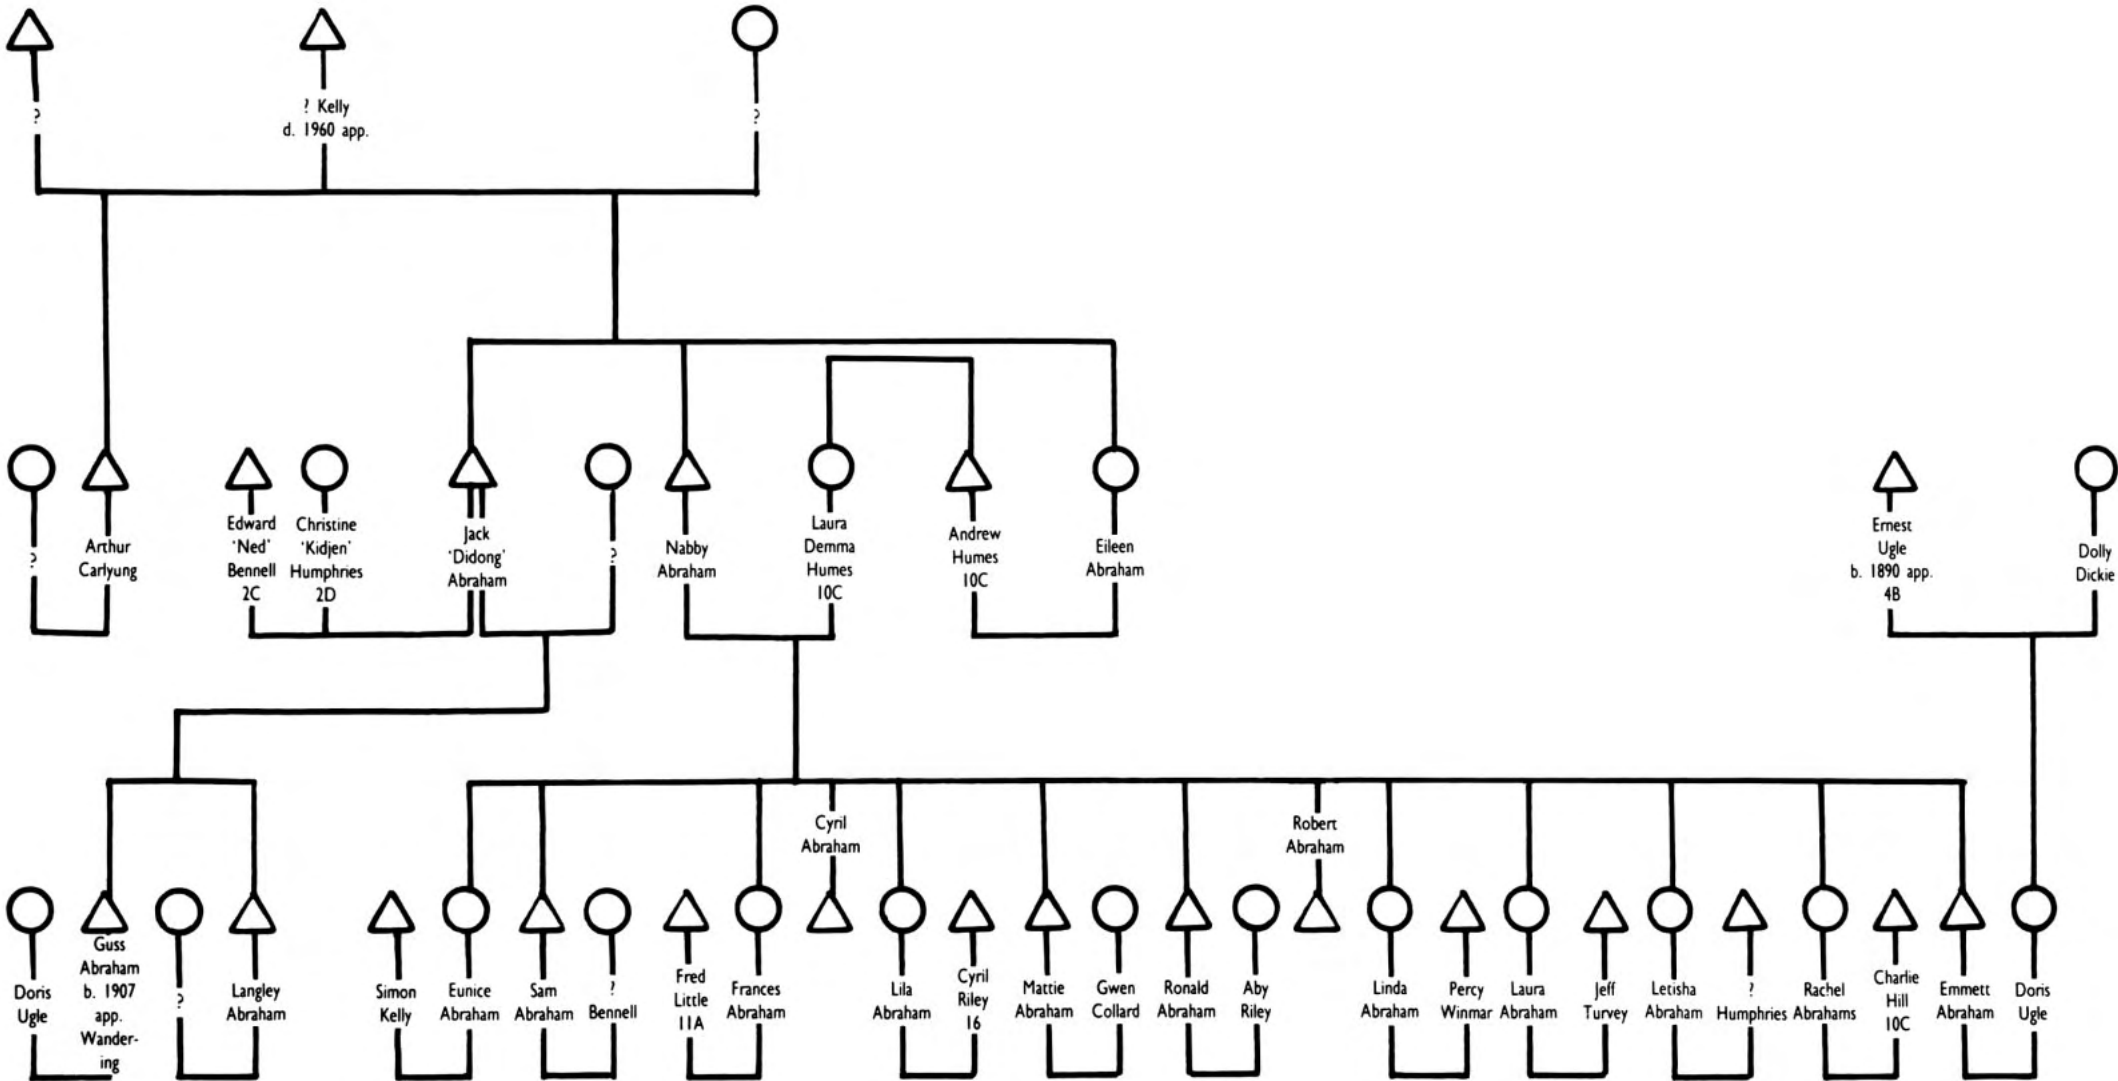 ?
? Kelly
d. 1960 app.
?
?
Arthur
Carlyung
Edward
'Ned'
Bennell
2C
Christine
'Kidjen'
Humphries
2D
Jack
'Didong'
Abraham
?
Nabby
Abraham
Laura
Demma
Humes
10C
Andrew
Humes
10C
Eileen
Abraham
Ernest
Ugle
b. 1890 app.
4B
Dolly
Dickie
Doris
Ugle
Guss
Abraham
b. 1907
app.
Wander-
ing
?
Langley
Abraham
Simon
Kelly
Eunice
Abraham
Sam
Abraham
?
Bennell
Fred
Little
11A
Frances
Abraham
Cyril
Abraham
Lila
Abraham
Cyril
Riley
16
Mattie
Abraham
Gwen
Collard
Ronald
Abraham
Aby
Riley
Robert
Abraham
Linda
Abraham
Percy
Winmar
Laura
Abraham
Jeff
Turvey
Letisha
Abraham
?
Humphries
Rachel
Abrahams
Charlie
Hill
10C
Emmett
Abraham
Doris
Ugle